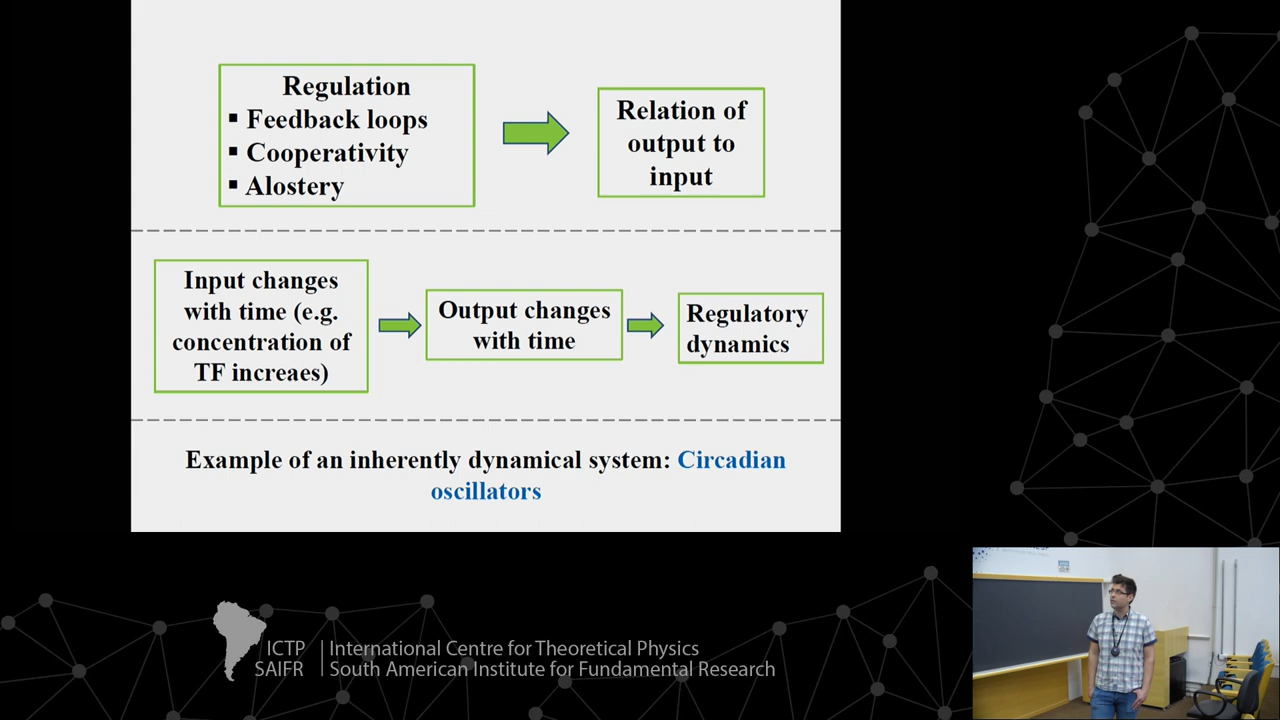 Regulation
▪ Feedback loops
▪ Cooperativity
▪ Alostery
Relation of
output to
input
Input changes
with time (e.g.
concentration of
TF increaes)
Output changes
with time
Regulatory
dynamics
Example of an inherently dynamical system: Circadian
oscillators
ICTP
SAIFR
International Centre for Theoretical Physics
South American Institute for Fundamental Research